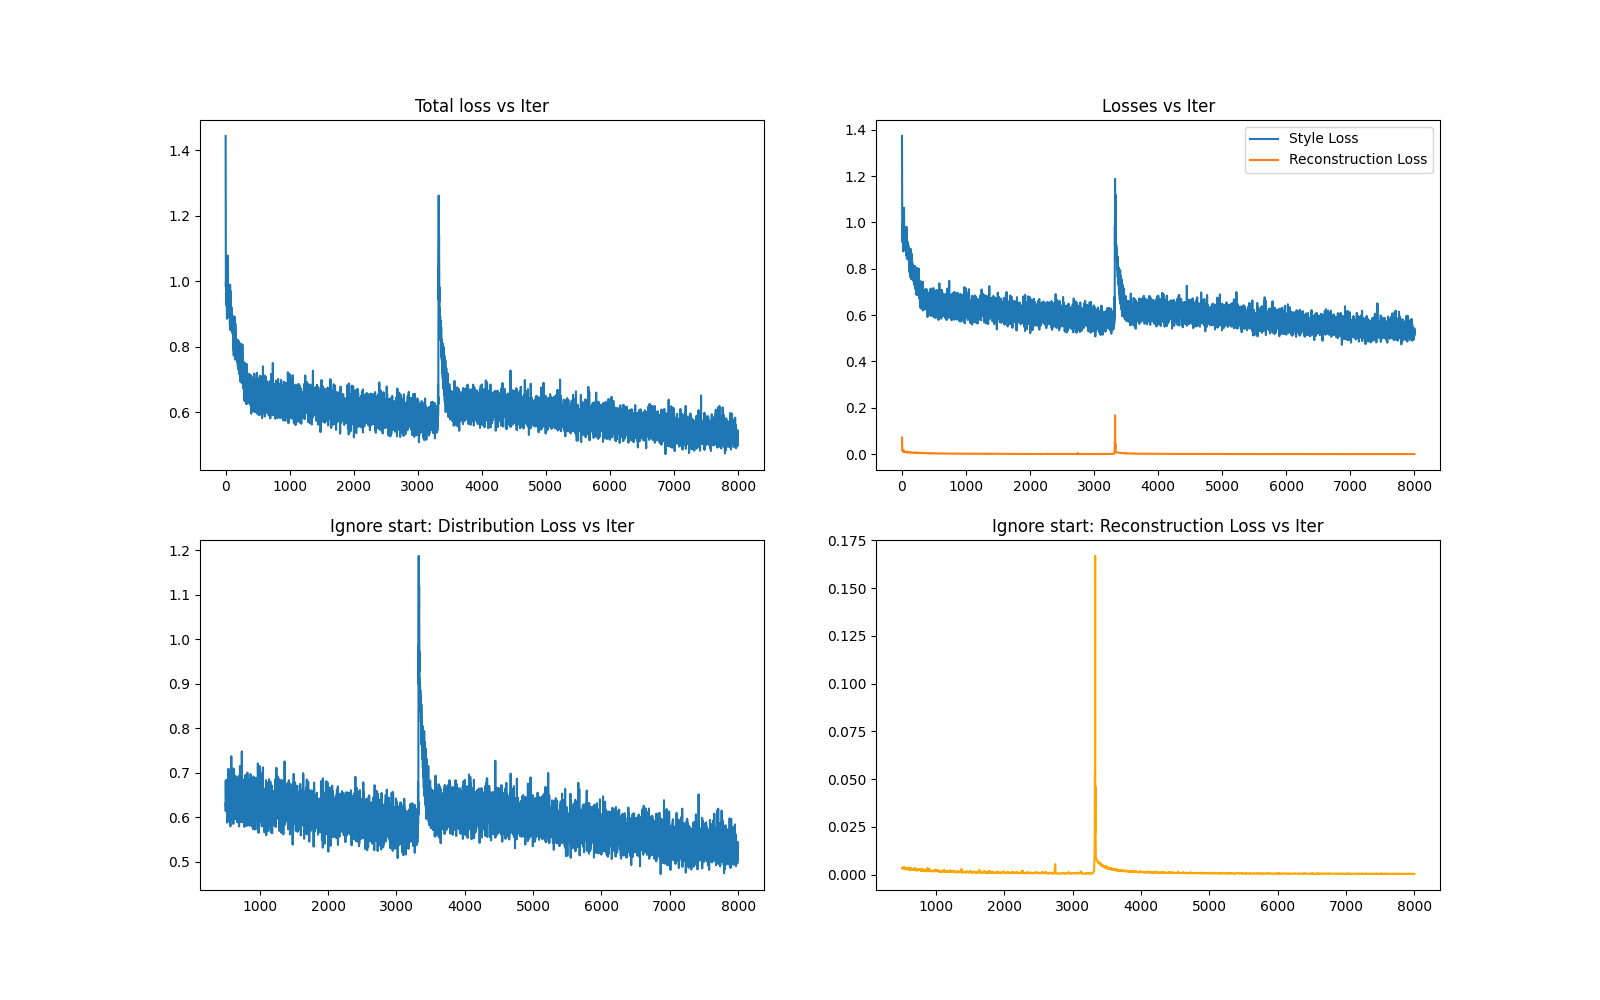 Total loss vs Iter
1.4
1.2
1.0
0.8
0.6
0 1000 2000 3000 4000 5000 6000 7000 8000
Losses vs Iter
Style Loss
Reconstruction Loss
1.4
1.2
1.0
0.8
0.6
0.4
0.2
0.0
0 1000 2000 3000 4000 5000 6000 7000 8000
Ignore start: Distribution Loss vs Iter
1.2
1.1
1.0
0.9
0.8
0.7
0.6
0.5
1000 2000 3000 4000 5000 6000 7000 8000
Ignore start: Reconstruction Loss vs Iter
0.175
0.150
0.125
0.100
0.075
0.050
0.025
0.000
1000 2000 3000 4000 5000 6000 7000 8000